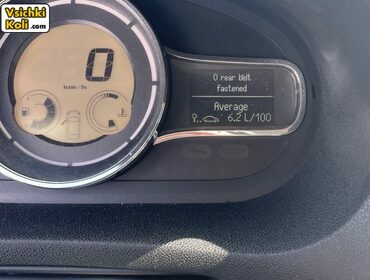 Vsichki
Koli.com
0
km/h
0 rear belt
fastened
Average
6.2 L/100